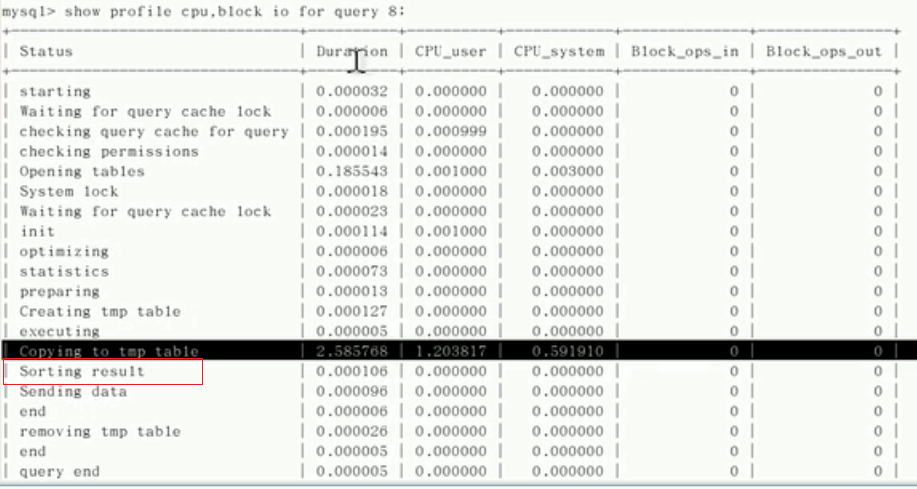 mysql> show profile cpu,block io for query 8;
| Status | Duration | CPU_user | CPU_system | Block_ops_in | Block_ops_out |
| starting | 0.000032 | 0.000000 | 0.000000 | 0 | 0 |
| Waiting for query cache lock | 0.000006 | 0.000000 | 0.000000 | 0 | 0 |
| checking query cache for query | 0.000195 | 0.000999 | 0.000000 | 0 | 0 |
| checking permissions | 0.000014 | 0.000000 | 0.000000 | 0 | 0 |
| Opening tables | 0.185543 | 0.001000 | 0.003000 | 0 | 0 |
| System lock | 0.000018 | 0.000000 | 0.000000 | 0 | 0 |
| Waiting for query cache lock | 0.000023 | 0.000000 | 0.000000 | 0 | 0 |
| init | 0.000114 | 0.001000 | 0.000000 | 0 | 0 |
| optimizing | 0.000006 | 0.000000 | 0.000000 | 0 | 0 |
| statistics | 0.000073 | 0.000000 | 0.000000 | 0 | 0 |
| preparing | 0.000013 | 0.000000 | 0.000000 | 0 | 0 |
| Creating tmp table | 0.000127 | 0.000000 | 0.000000 | 0 | 0 |
| executing | 0.000005 | 0.000000 | 0.000000 | 0 | 0 |
| Copying to tmp table | 2.585768 | 1.203817 | 0.591910 | 0 | 0 |
| Sorting result | 0.000106 | 0.000000 | 0.000000 | 0 | 0 |
| Sending data | 0.000096 | 0.000000 | 0.000000 | 0 | 0 |
| end | 0.000006 | 0.000000 | 0.000000 | 0 | 0 |
| removing tmp table | 0.000026 | 0.000000 | 0.000000 | 0 | 0 |
| end | 0.000005 | 0.000000 | 0.000000 | 0 | 0 |
| query end | 0.000005 | 0.000000 | 0.000000 | 0 | 0 |